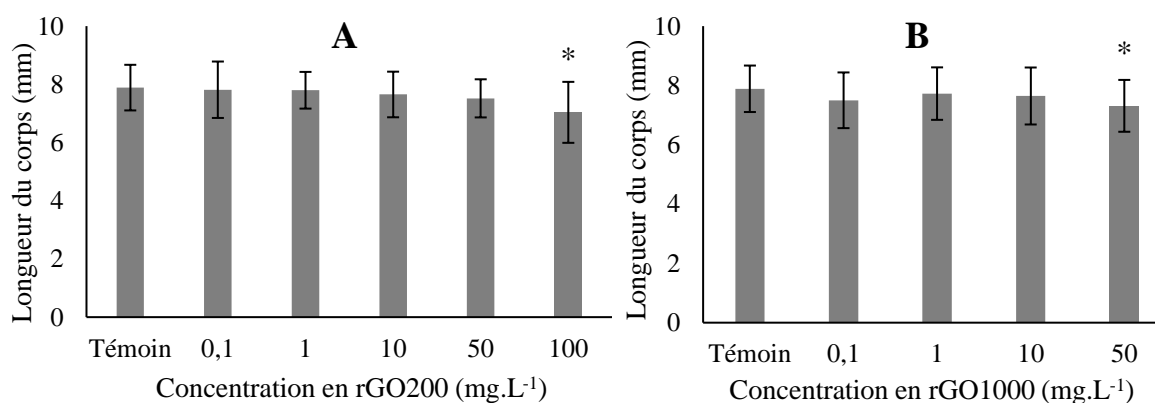 A
*
Longueur du corps (mm)
10
8
6
4
2
0
Témoin 0,1 1 10 50 100
Concentration en rGO200 (mg.L-1)
B
*
Longueur du corps (mm)
10
8
6
4
2
0
Témoin 0,1 1 10 50
Concentration en rGO1000 (mg.L-1)